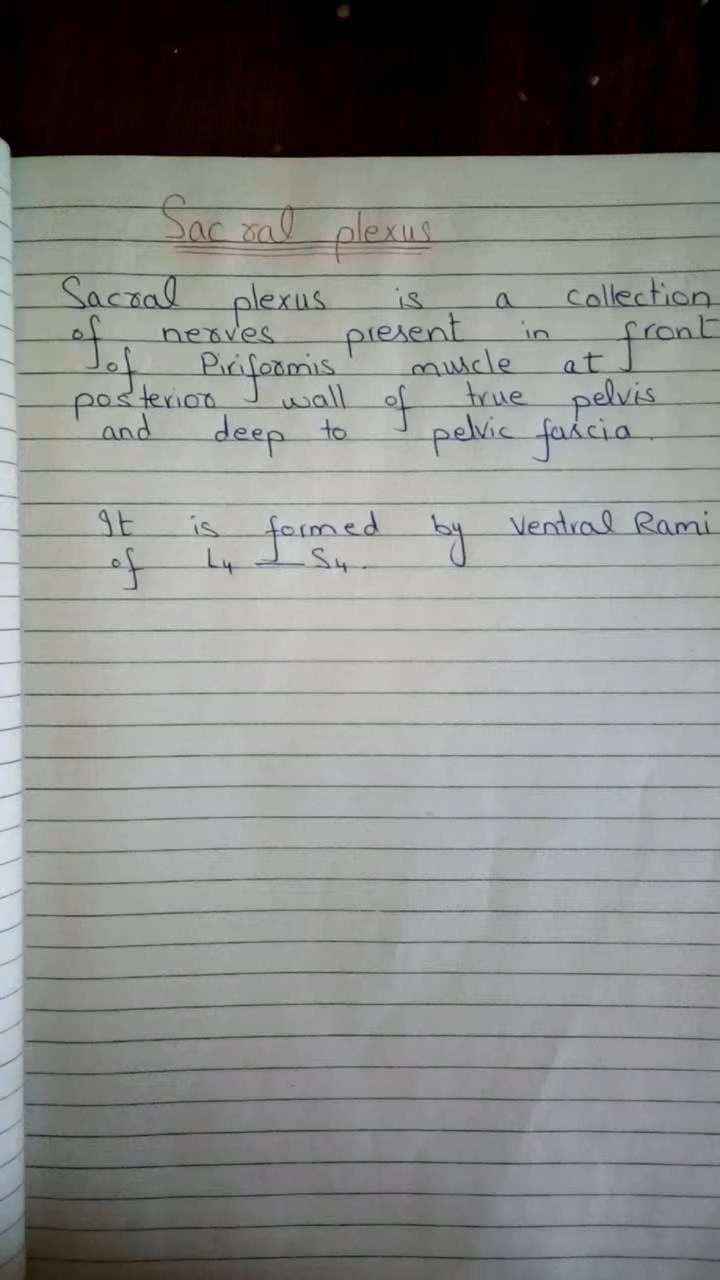 Sacral plexus
Sacral plexus is a collection
of nerves present in front
of Piriformis muscle at
posterior wall of true pelvis
and deep to pelvic fascia.
It is formed by Ventral Rami
of L4 — S4.